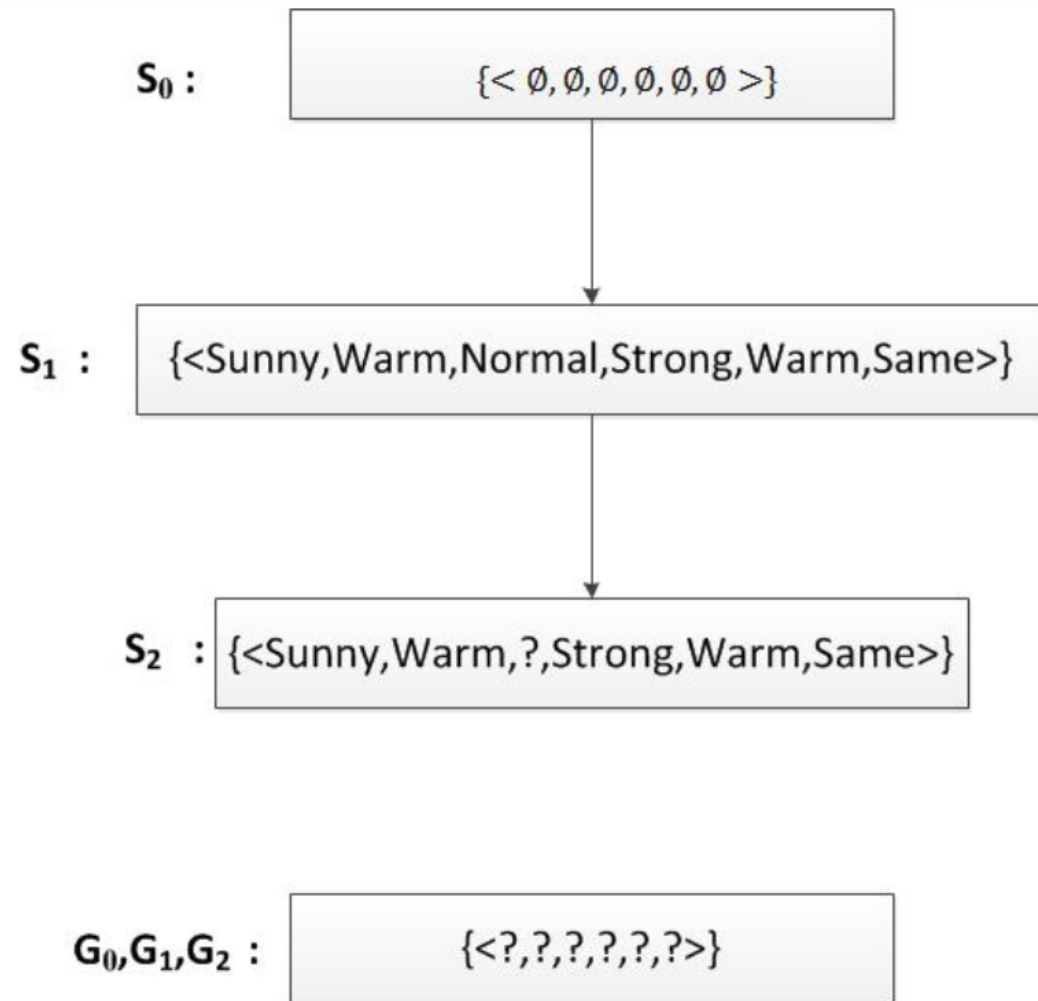 S₀ : {< ∅, ∅, ∅, ∅, ∅, ∅ >}
S₁ : {<Sunny,Warm,Normal,Strong,Warm,Same>}
S₂ : {<Sunny,Warm,?,Strong,Warm,Same>}
G₀,G₁,G₂ : {<?,?,?,?,?,?>}